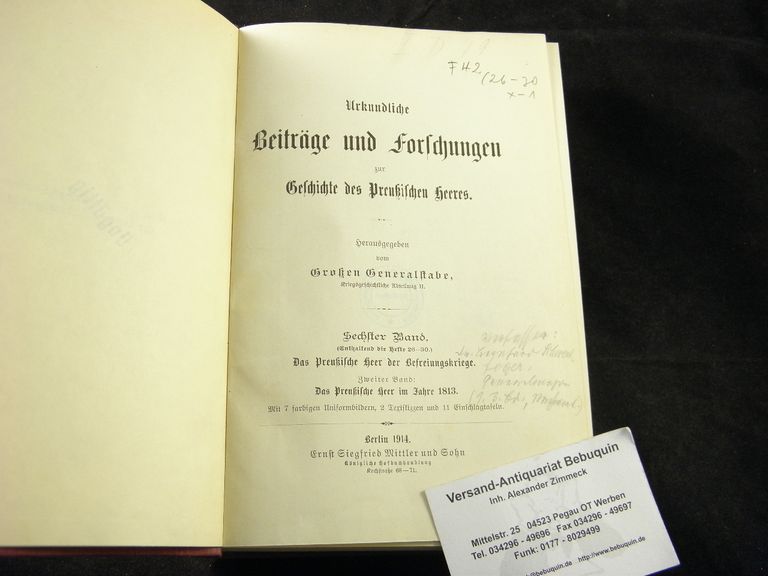 F H2
(26-30
x-1
Urkundliche
Beiträge und Forschungen
zur
Geschichte des Preußischen Heeres.
Herausgegeben
vom
Großen Generalstabe,
Kriegsgeschichtliche Abteilung II.
Sechster Band.
(Enthaltend die Hefte 26—30.)
Das Preußische Heer der Befreiungskriege.
Zweiter Band:
Das Preußische Heer im Jahre 1813.
Mit 7 farbigen Uniformbildern, 2 Textskizzen und 11 Einschlagtafeln.
Verfasser:
Berlin 1914.
Ernst Siegfried Mittler und Sohn
Königliche Hofbuchhandlung
Kochstraße 68—71.
Versand-Antiquariat Bebuquin
Inh. Alexander Zimmeck
Mittelstr. 25 04523 Pegau OT Werben
Tel. 034296 - 49696 Fax 034296 - 49697
Funk: 0177 - 8029499
@bebuquin.de http://www.bebuquin.de